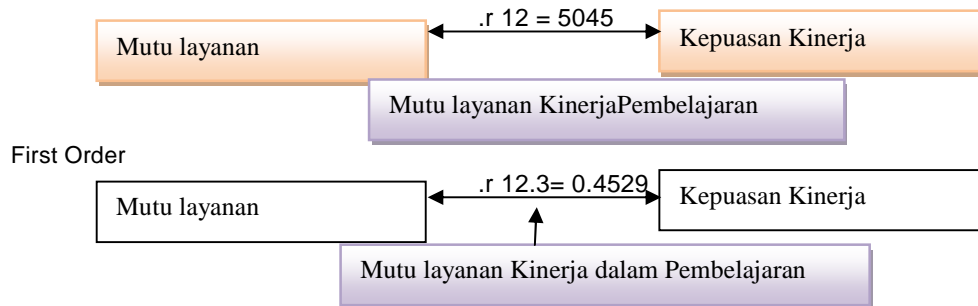 .r 12 = 5045
Mutu layanan
Kepuasan Kinerja
Mutu layanan KinerjaPembelajaran
First Order
.r 12.3= 0.4529
Mutu layanan
Kepuasan Kinerja
Mutu layanan Kinerja dalam Pembelajaran